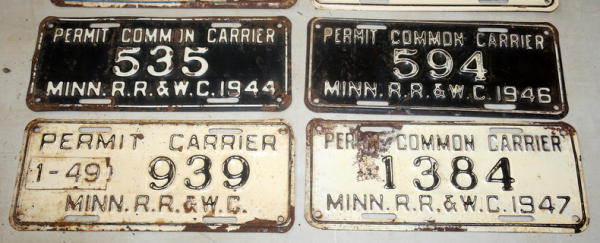 PERMIT COMMON CARRIER
535
MINN. R.R. & W.C. 1944
PERMIT COMMON CARRIER
594
MINN. R.R. & W.C. 1946
PERMIT CARRIER
1-49 939
MINN. R.R. & W.C.
PERMIT COMMON CARRIER
1384
MINN. R.R. & W.C. 1947